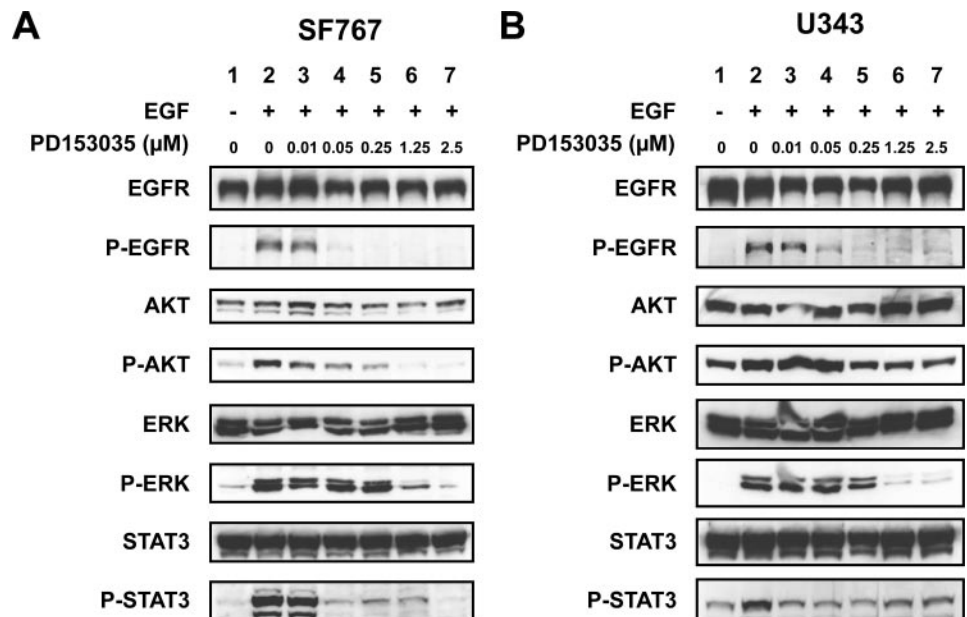 A
SF767
1 2 3 4 5 6 7
EGF - + + + + + +
PD153035 (µM) 0 0 0.01 0.05 0.25 1.25 2.5
EGFR
P-EGFR
AKT
P-AKT
ERK
P-ERK
STAT3
P-STAT3
B
U343
1 2 3 4 5 6 7
EGF - + + + + + +
PD153035 (µM) 0 0 0.01 0.05 0.25 1.25 2.5
EGFR
P-EGFR
AKT
P-AKT
ERK
P-ERK
STAT3
P-STAT3